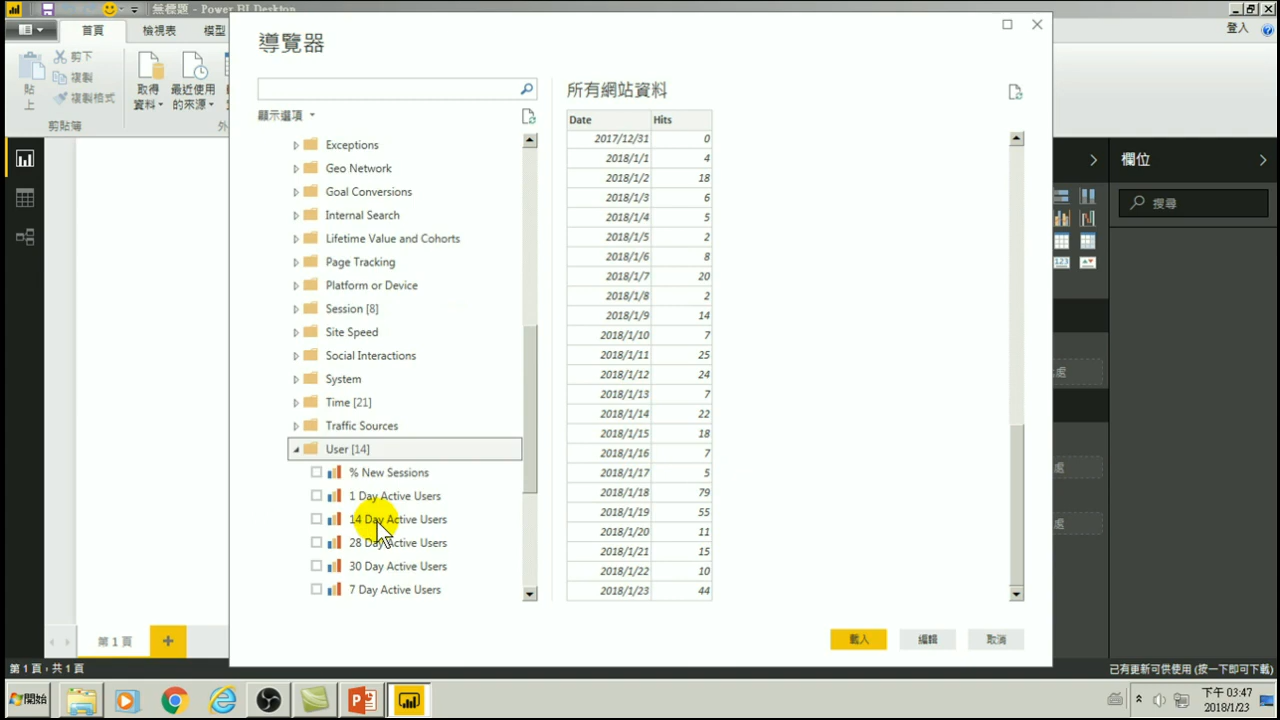 無標題 - Power BI Desktop
登入
首頁
檢視表
模型
剪下
複製
複製格式
貼上
剪貼簿
取得
資料
最近使用
的來源
導覽器
顯示選項
Exceptions
Geo Network
Goal Conversions
Internal Search
Lifetime Value and Cohorts
Page Tracking
Platform or Device
Session [8]
Site Speed
Social Interactions
System
Time [21]
Traffic Sources
User [14]
% New Sessions
1 Day Active Users
14 Day Active Users
28 Day Active Users
30 Day Active Users
7 Day Active Users
所有網站資料
Date Hits
2017/12/31 0
2018/1/1 4
2018/1/2 18
2018/1/3 6
2018/1/4 5
2018/1/5 2
2018/1/6 8
2018/1/7 20
2018/1/8 2
2018/1/9 14
2018/1/10 7
2018/1/11 25
2018/1/12 24
2018/1/13 7
2018/1/14 22
2018/1/15 18
2018/1/16 7
2018/1/17 5
2018/1/18 79
2018/1/19 55
2018/1/20 11
2018/1/21 15
2018/1/22 10
2018/1/23 44
載入
編輯
取消
欄位
搜尋
處
處
處
第 1 頁
第 1 頁，共 1 頁
已有更新可供使用 (按一下即可下載)
開始
下午 03:47
2018/1/23